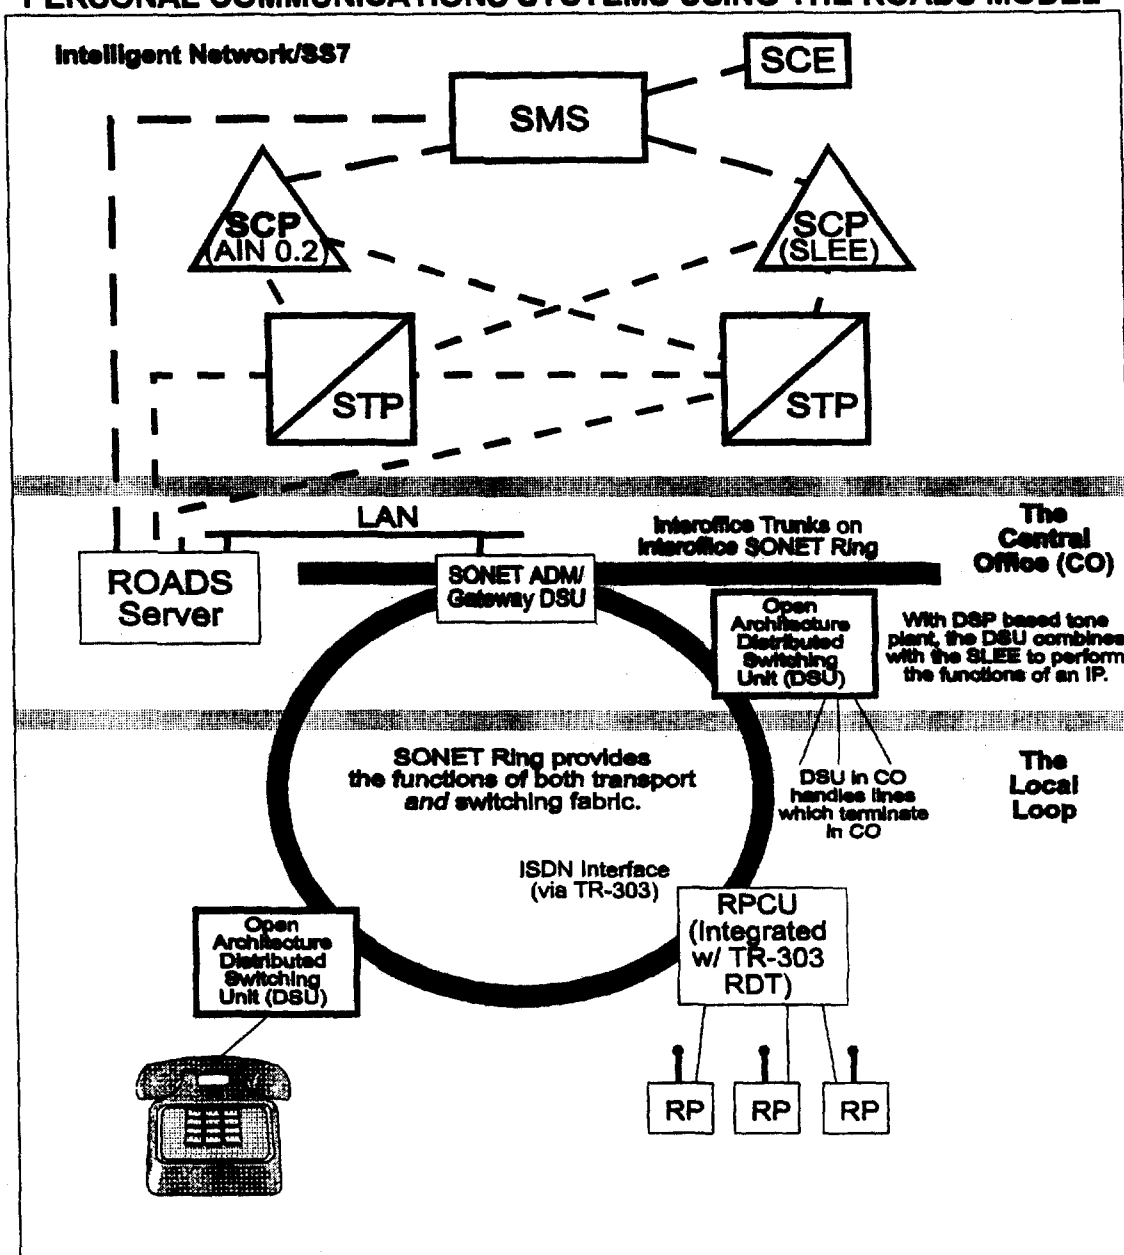 PERSONAL COMMUNICATIONS SYSTEMS USING THE ROADS MODEL
Intelligent Network/SS7
SCE
SMS
SCP
(AIN 0.2)
SCP
(SLEE)
STP
STP
LAN
Interoffice Trunks on
Interoffice SONET Ring
The
Central
Office (CO)
ROADS
Server
SONET ADM/
Gateway DSU
Open
Architecture
Distributed
Switching
Unit (DSU)
With DSP based tone
plant, the DSU combines
with the SLEE to perform
the functions of an IP.
SONET Ring provides
the functions of both transport
and switching fabric.
DSU in CO
handles lines
which terminate
in CO
The
Local
Loop
ISDN Interface
(via TR-303)
RPCU
(Integrated
w/ TR-303
RDT)
Open
Architecture
Distributed
Switching
Unit (DSU)
RP
RP
RP